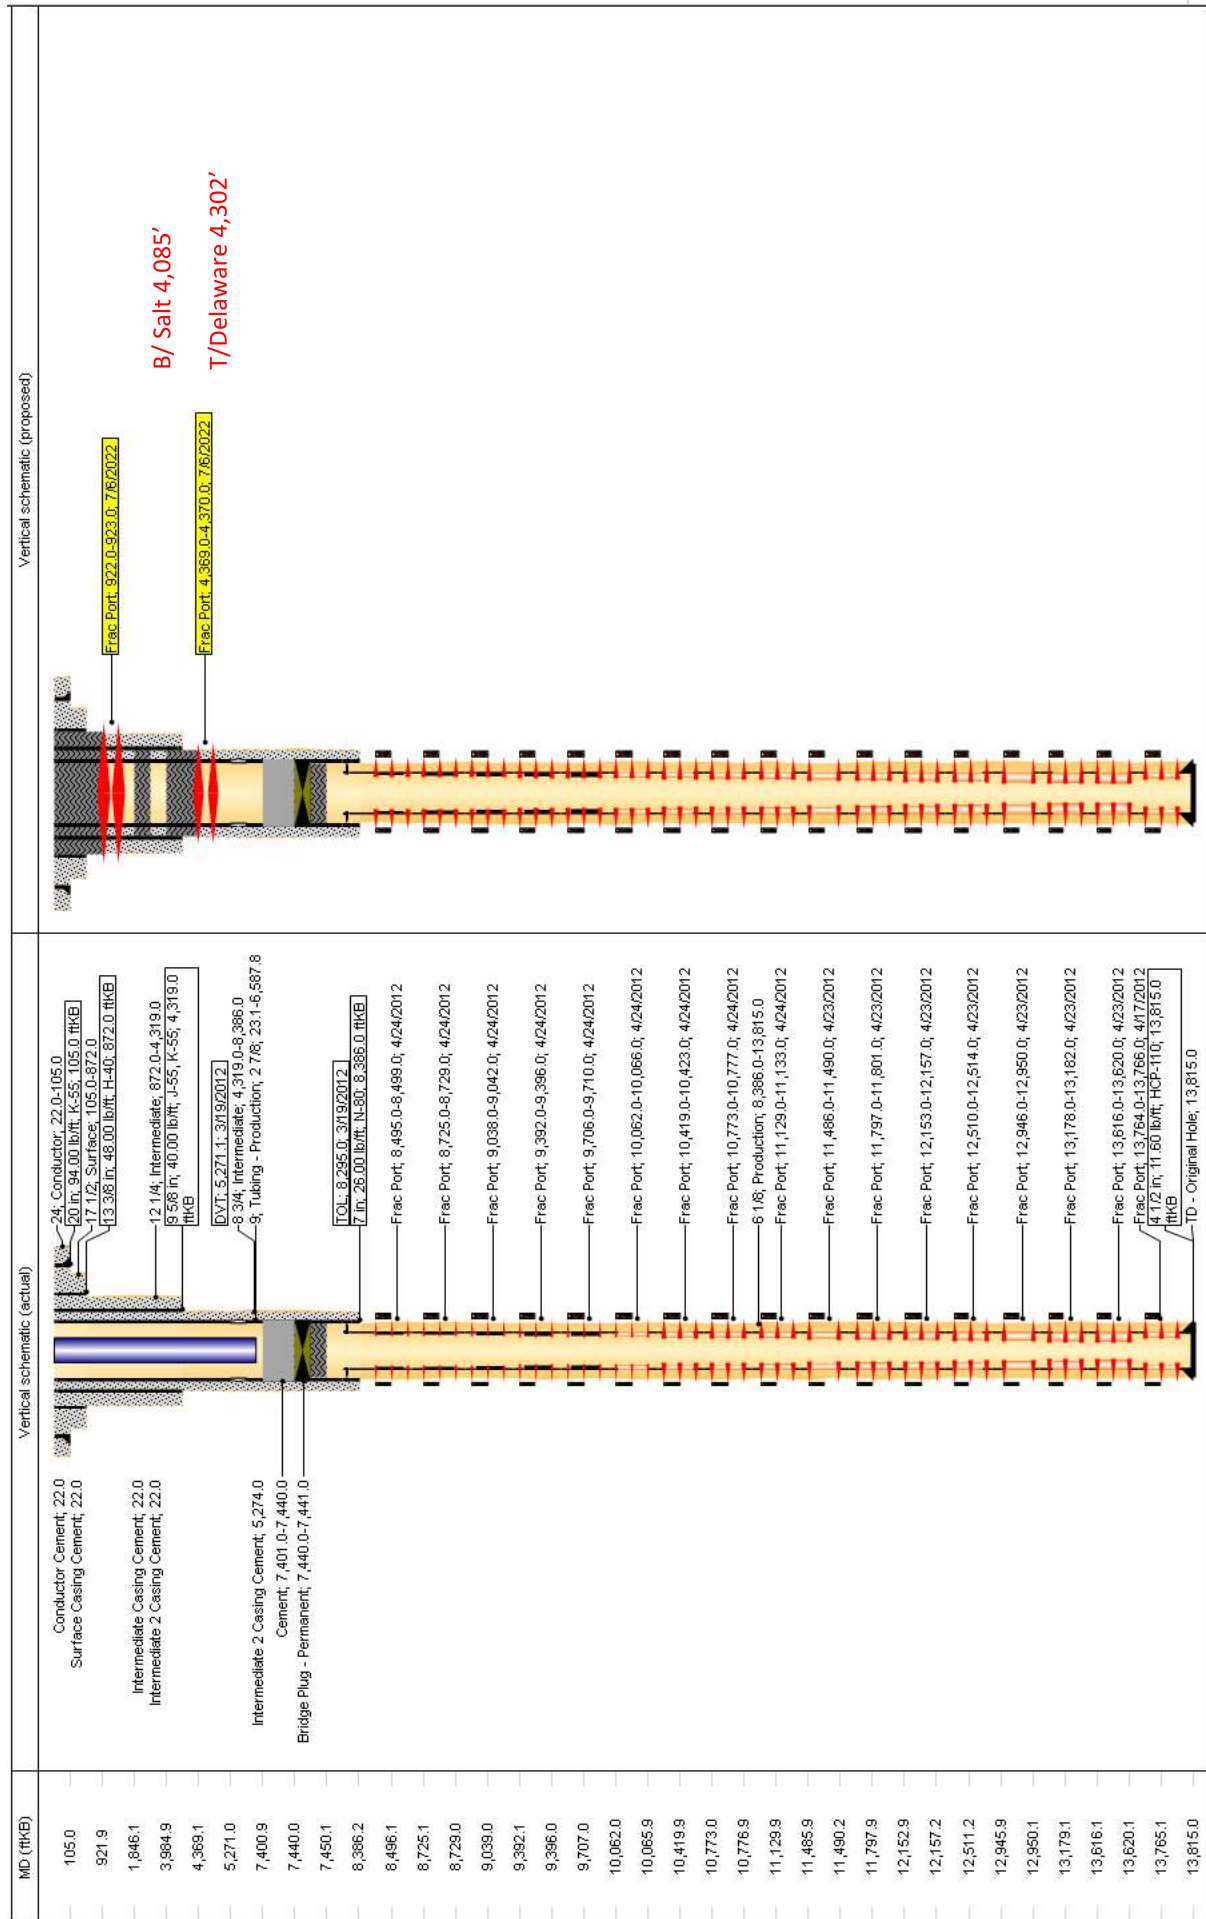 MD (ftKB)
105.0
921.9
1,846.1
3,984.9
4,369.1
5,271.0
7,400.9
7,440.0
7,450.1
8,386.2
8,496.1
8,725.1
8,729.0
9,039.0
9,392.1
9,396.0
9,707.0
10,062.0
10,065.9
10,419.9
10,773.0
10,776.9
11,129.9
11,485.9
11,490.2
11,797.9
12,152.9
12,157.2
12,511.2
12,945.9
12,950.1
13,179.1
13,616.1
13,620.1
13,765.1
13,815.0
Vertical schematic (actual)
Conductor Cement; 22.0
Surface Casing Cement; 22.0
Intermediate Casing Cement; 22.0
Intermediate 2 Casing Cement; 22.0
Intermediate 2 Casing Cement; 5,274.0
Cement; 7,401.0-7,440.0
Bridge Plug - Permanent; 7,440.0-7,441.0
24; Conductor; 22.0-105.0
20 in; 94.00 lb/ft; K-55; 105.0 ftKB
17 1/2; Surface; 105.0-872.0
13 3/8 in; 48.00 lb/ft; H-40; 872.0 ftKB
12 1/4; Intermediate; 872.0-4,319.0
9 5/8 in; 40.00 lb/ft; J-55, K-55; 4,319.0
ftKB
DVT; 5,271.1; 3/19/2012
8 3/4; Intermediate; 4,319.0-8,386.0
9; Tubing - Production; 2 7/8; 23.1-6,587.8
TOL; 8,295.0; 3/19/2012
7 in; 26.00 lb/ft; N-80; 8,386.0 ftKB
Frac Port; 8,495.0-8,499.0; 4/24/2012
Frac Port; 8,725.0-8,729.0; 4/24/2012
Frac Port; 9,038.0-9,042.0; 4/24/2012
Frac Port; 9,392.0-9,396.0; 4/24/2012
Frac Port; 9,706.0-9,710.0; 4/24/2012
Frac Port; 10,062.0-10,066.0; 4/24/2012
Frac Port; 10,419.0-10,423.0; 4/24/2012
Frac Port; 10,773.0-10,777.0; 4/24/2012
6 1/8; Production; 8,386.0-13,815.0
Frac Port; 11,129.0-11,133.0; 4/24/2012
Frac Port; 11,486.0-11,490.0; 4/23/2012
Frac Port; 11,797.0-11,801.0; 4/23/2012
Frac Port; 12,153.0-12,157.0; 4/23/2012
Frac Port; 12,510.0-12,514.0; 4/23/2012
Frac Port; 12,946.0-12,950.0; 4/23/2012
Frac Port; 13,178.0-13,182.0; 4/23/2012
Frac Port; 13,616.0-13,620.0; 4/23/2012
Frac Port; 13,764.0-13,766.0; 4/17/2012
4 1/2 in; 11.60 lb/ft; HCP-110; 13,815.0
ftKB
TD - Original Hole; 13,815.0
Vertical schematic (proposed)
Frac Port; 922.0-923.0; 7/6/2022
Frac Port; 4,369.0-4,370.0; 7/6/2022
B/ Salt 4,085’
T/Delaware 4,302’